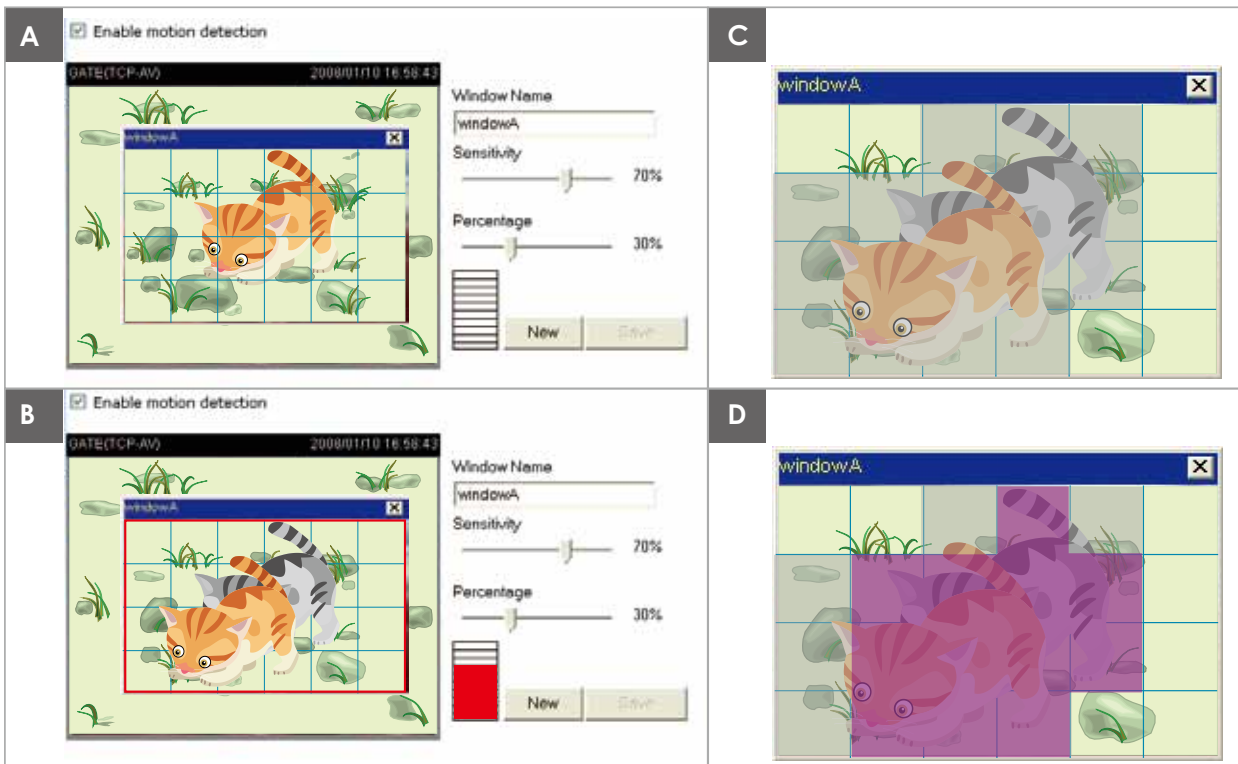 A
Enable motion detection
GATE(TCP-AV) 2008/01/10 16:58:43
windowA
Window Name
windowA
Sensitivity
70%
Percentage
30%
New Save
B
Enable motion detection
GATE(TCP-AV) 2008/01/10 16:58:43
windowA
Window Name
windowA
Sensitivity
70%
Percentage
30%
New Save
C
windowA
D
windowA